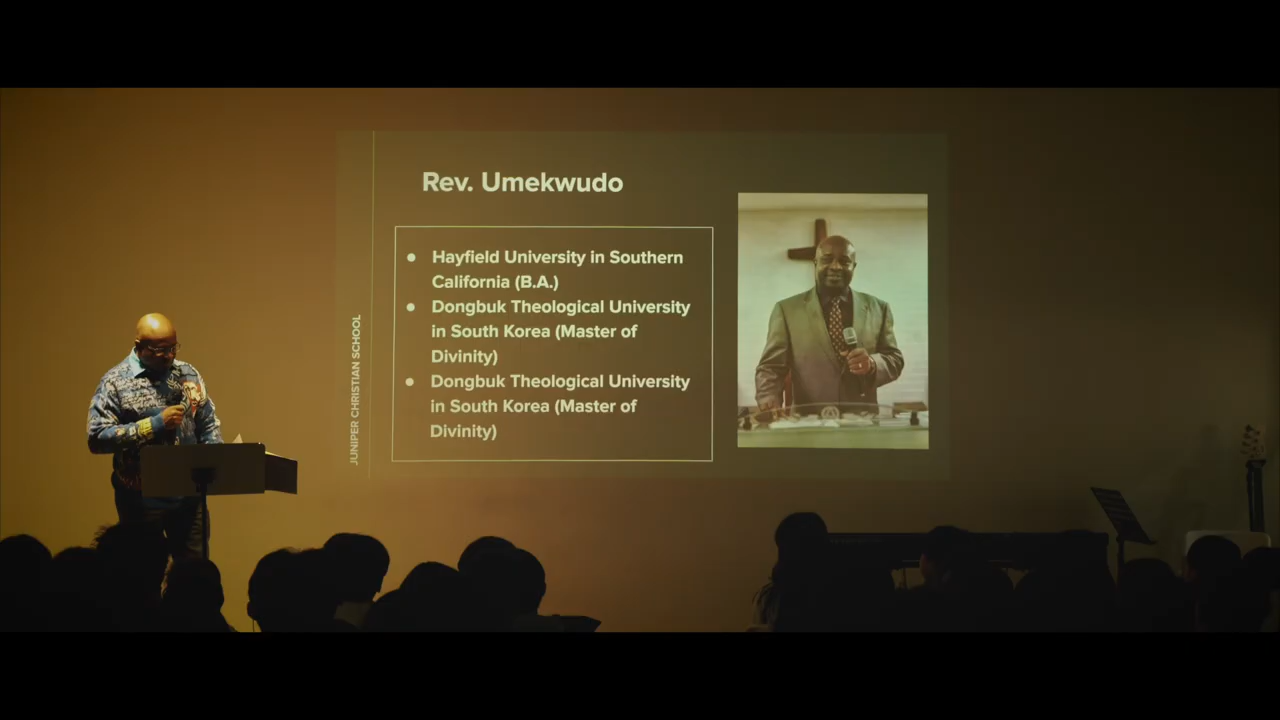 Rev. Umekwudo
● Hayfield University in Southern
California (B.A.)
● Dongbuk Theological University
in South Korea (Master of
Divinity)
● Dongbuk Theological University
in South Korea (Master of
Divinity)
JUNIPER CHRISTIAN SCHOOL